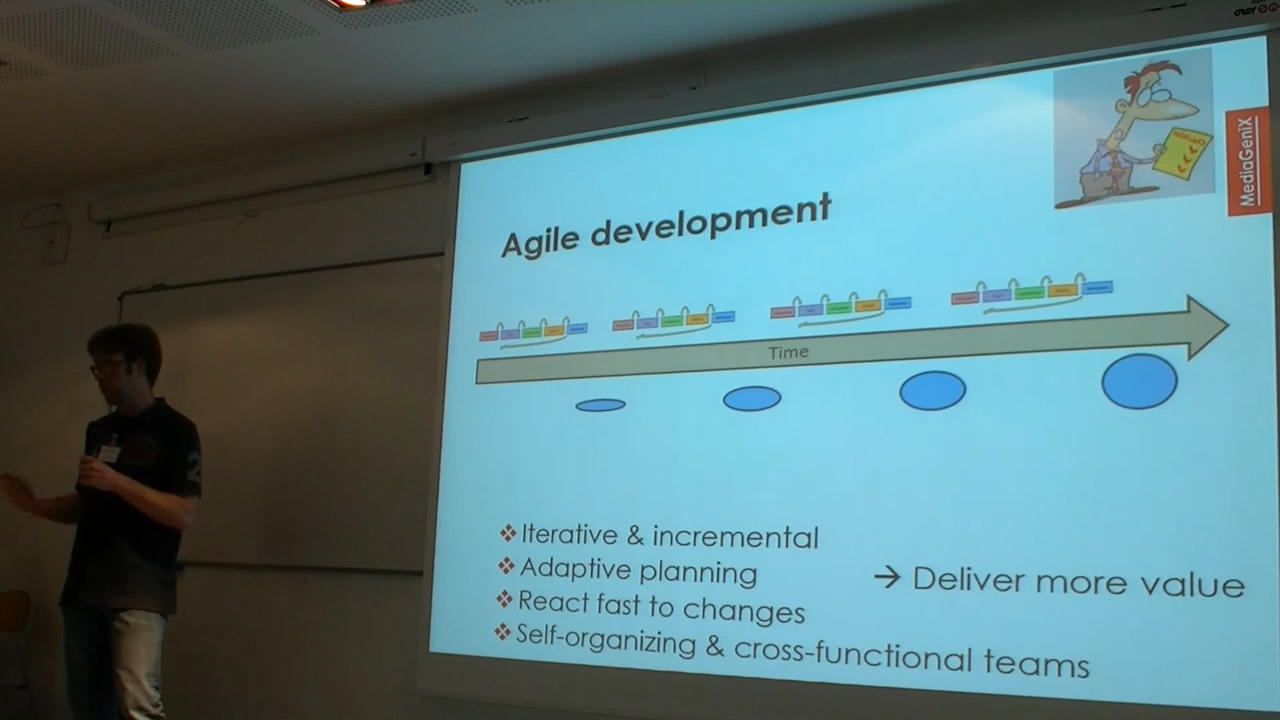 MediaGeniX
Agile development
Time
Iterative & incremental
Adaptive planning
React fast to changes
Self-organizing & cross-functional teams
→ Deliver more value